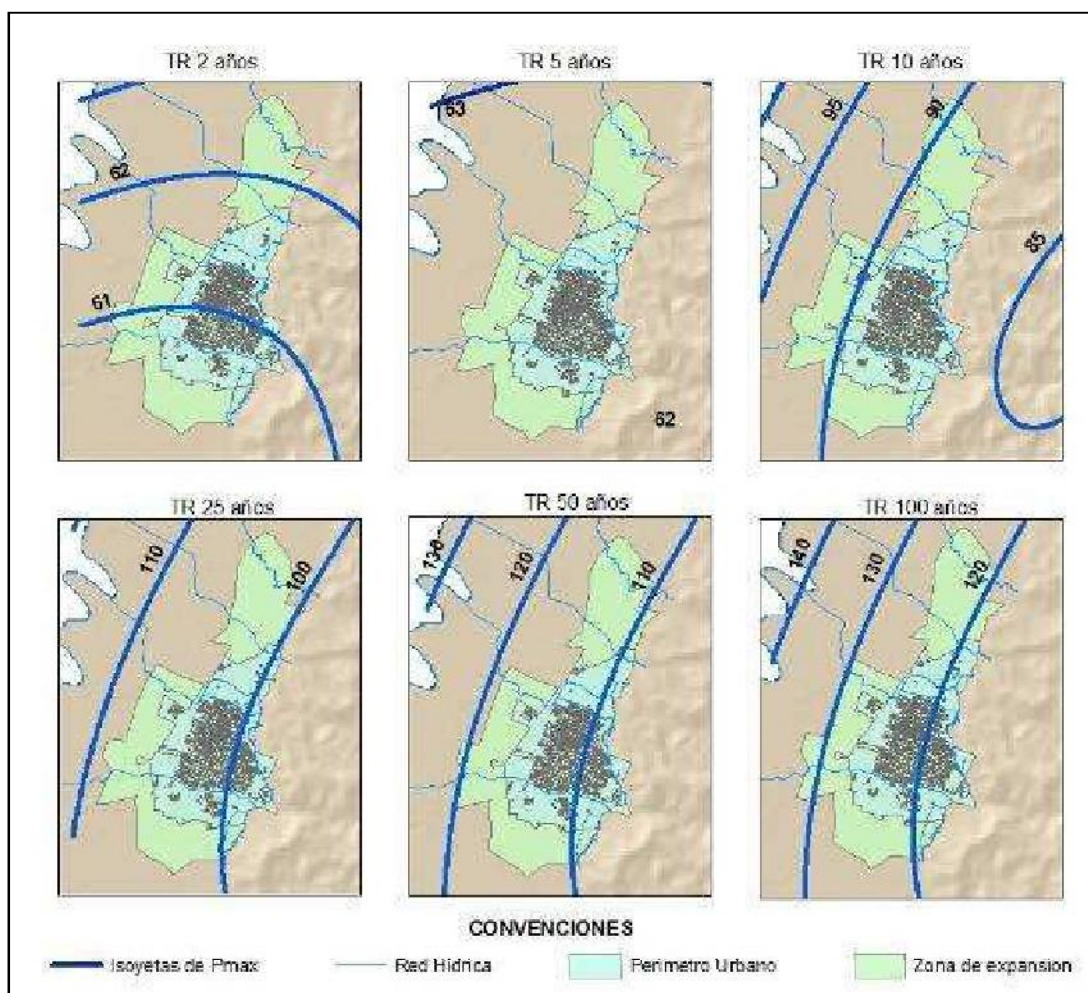 TR 2 años
TR 5 años
TR 10 años
62
61
63
62
95
90
85
TR 25 años
TR 50 años
TR 100 años
110
100
130
120
110
140
130
120
CONVENCIONES
Isoyetas de Pmax
Red Hídrica
Perimetro Urbano
Zona de expansion